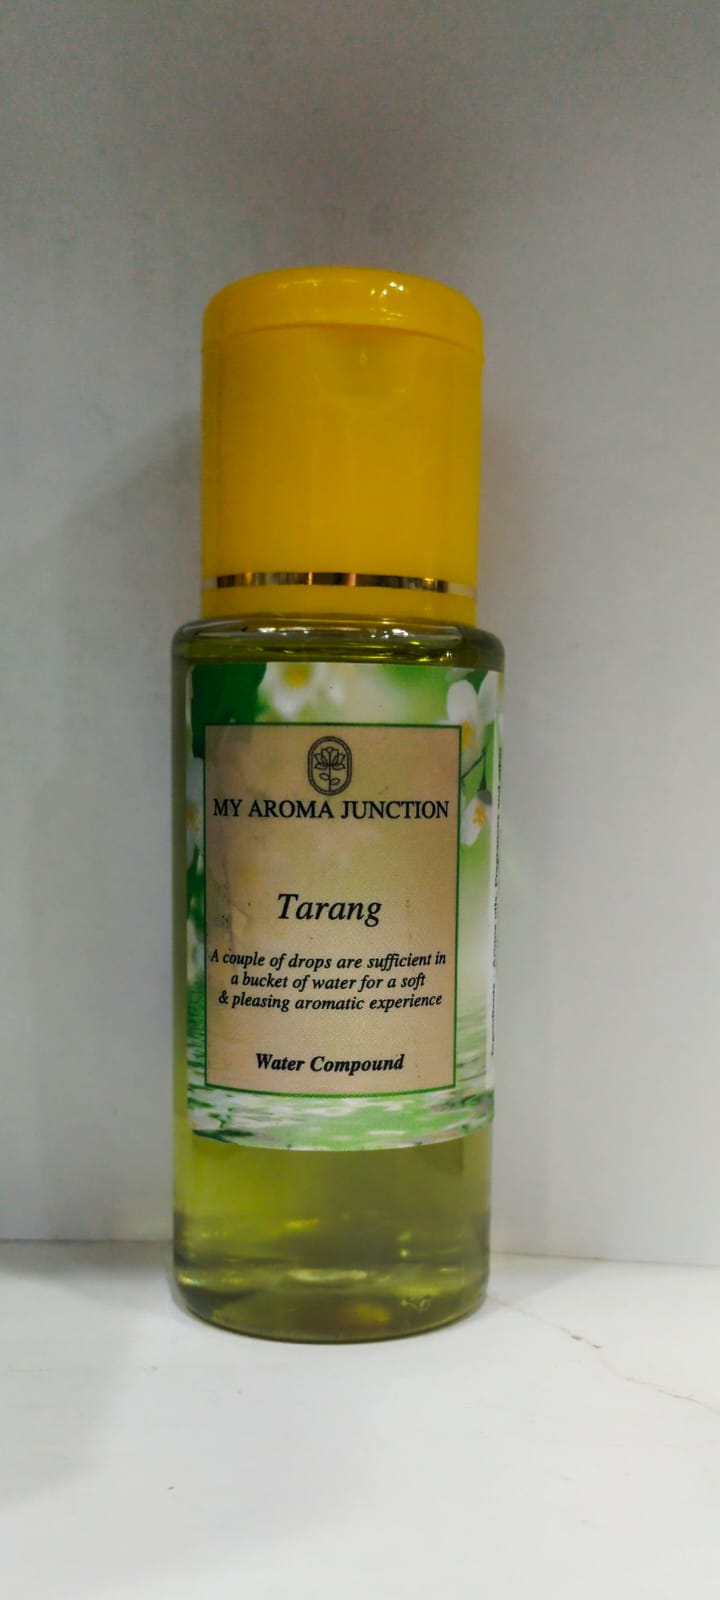 MY AROMA JUNCTION
Tarang
A couple of drops are sufficient in
a bucket of water for a soft
& pleasing aromatic experience
Water Compound